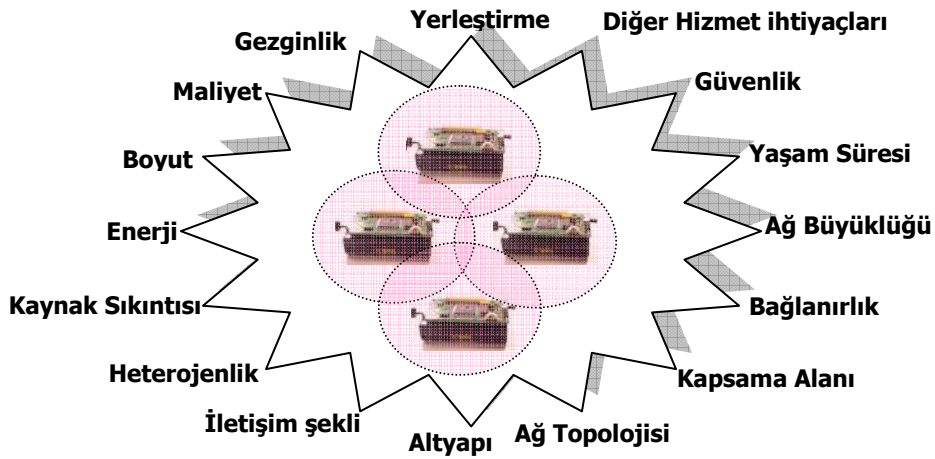 Yerleştirme
Diğer Hizmet ihtiyaçları
Gezginlik
Güvenlik
Maliyet
Boyut
Yaşam Süresi
Enerji
Ağ Büyüklüğü
Kaynak Sıkıntısı
Bağlanırlık
Heterojenlik
Kapsama Alanı
İletişim şekli
Altyapı
Ağ Topolojisi